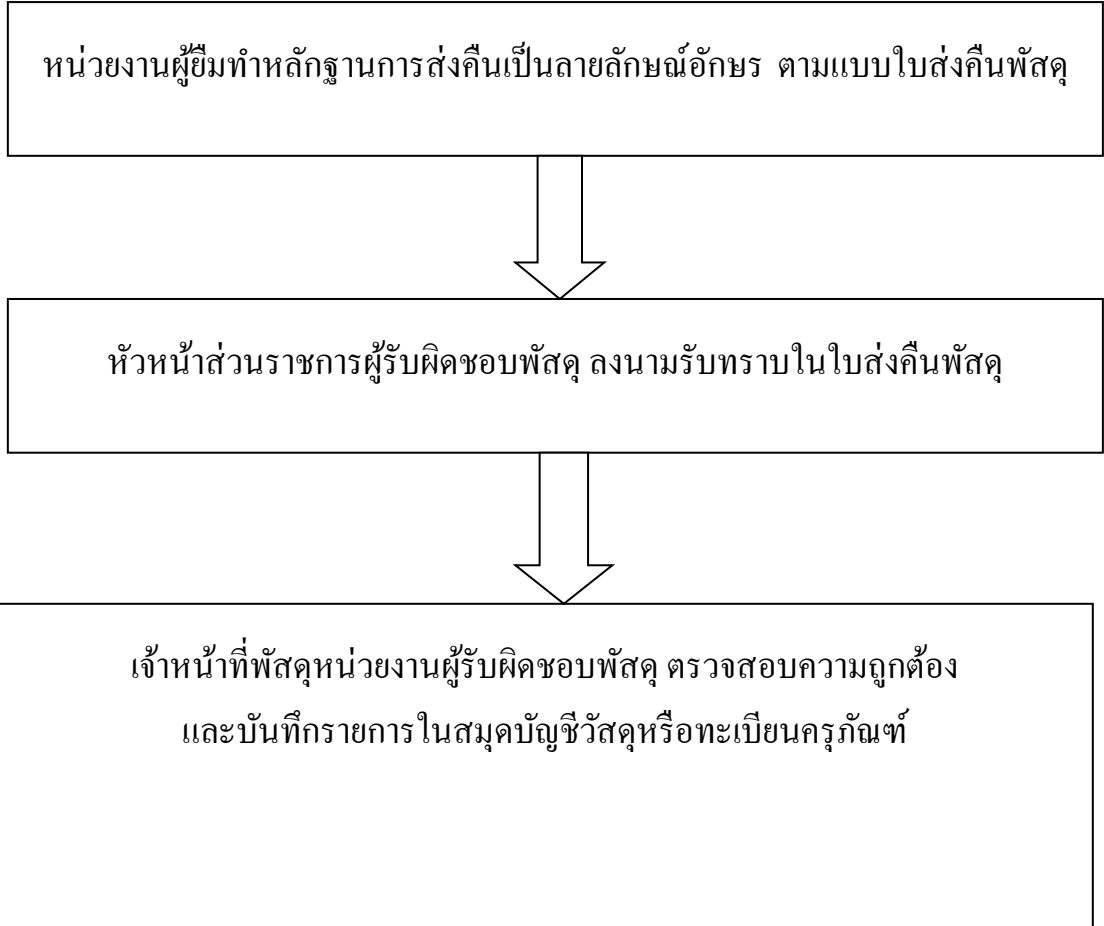 หน่วยงานผู้ยืมทำหลักฐานการส่งคืนเป็นลายลักษณ์อักษร ตามแบบใบส่งคืนพัสดุ
หัวหน้าส่วนราชการผู้รับผิดชอบพัสดุ ลงนามรับทราบในใบส่งคืนพัสดุ
เจ้าหน้าที่พัสดุหน่วยงานผู้รับผิดชอบพัสดุ ตรวจสอบความถูกต้อง
และบันทึกรายการในสมุดบัญชีวัสดุหรือทะเบียนครุภัณฑ์